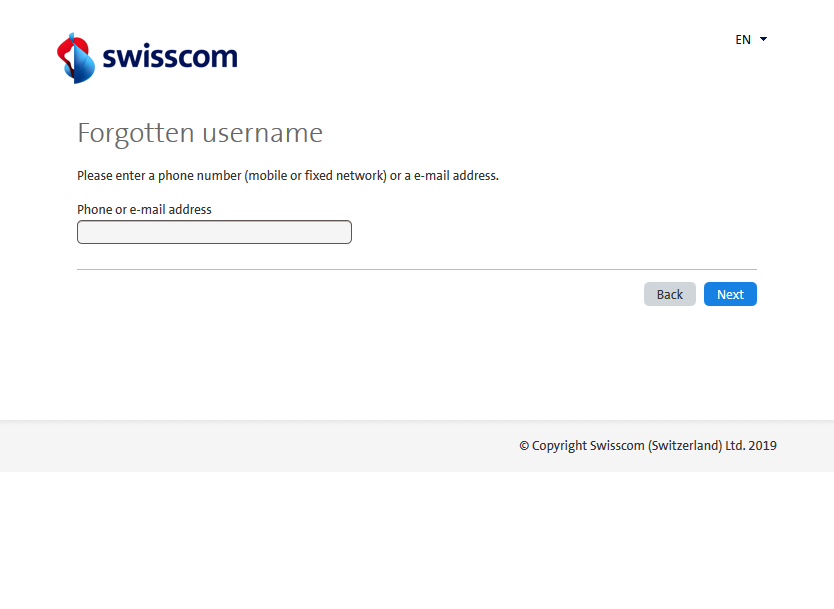 swisscom
EN
Forgotten username
Please enter a phone number (mobile or fixed network) or a e-mail address.
Phone or e-mail address
Back
Next
© Copyright Swisscom (Switzerland) Ltd. 2019